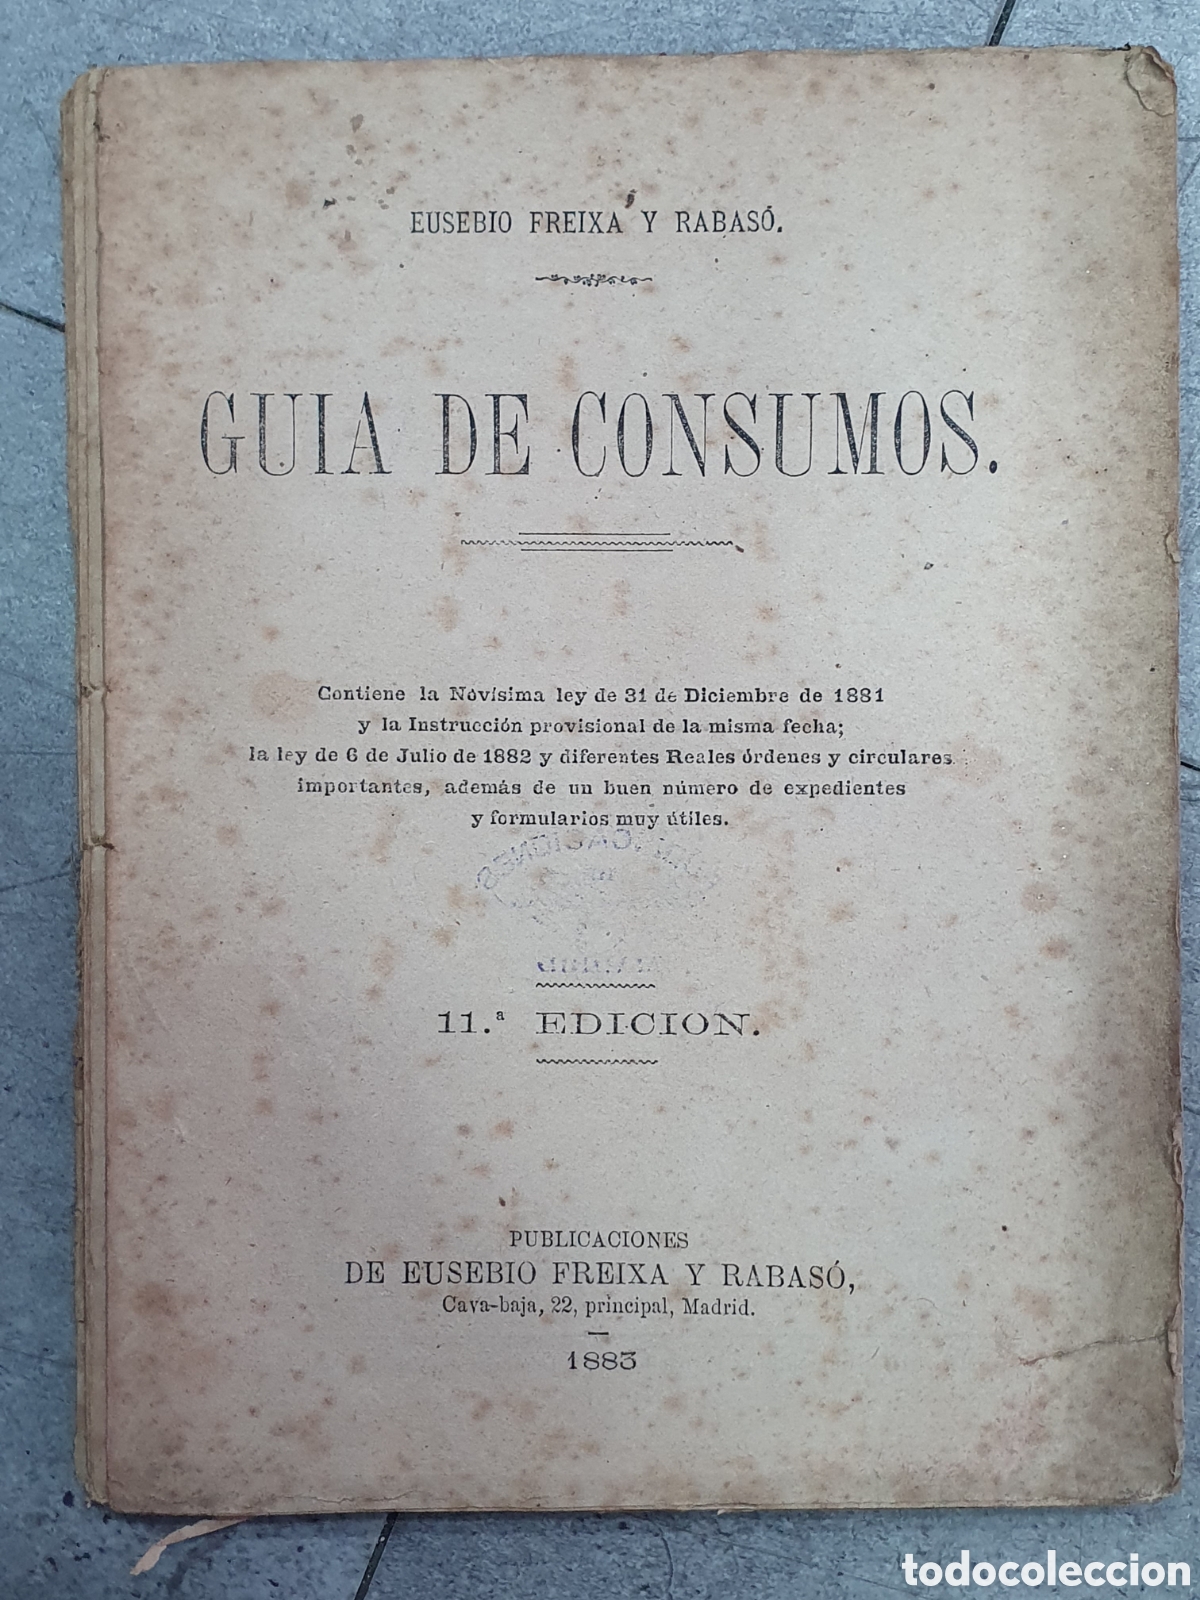 EUSEBIO FREIXA Y RABASÓ.
GUIA DE CONSUMOS.
Contiene la Novísima ley de 31 de Diciembre de 1881
y la Instrucción provisional de la misma fecha;
la ley de 6 de Julio de 1882 y diferentes Reales órdenes y circulares
importantes, además de un buen número de expedientes
y formularios muy útiles.
11.ª EDICION.
PUBLICACIONES
DE EUSEBIO FREIXA Y RABASÓ,
Cava-baja, 22, principal, Madrid.
1883
todocoleccion